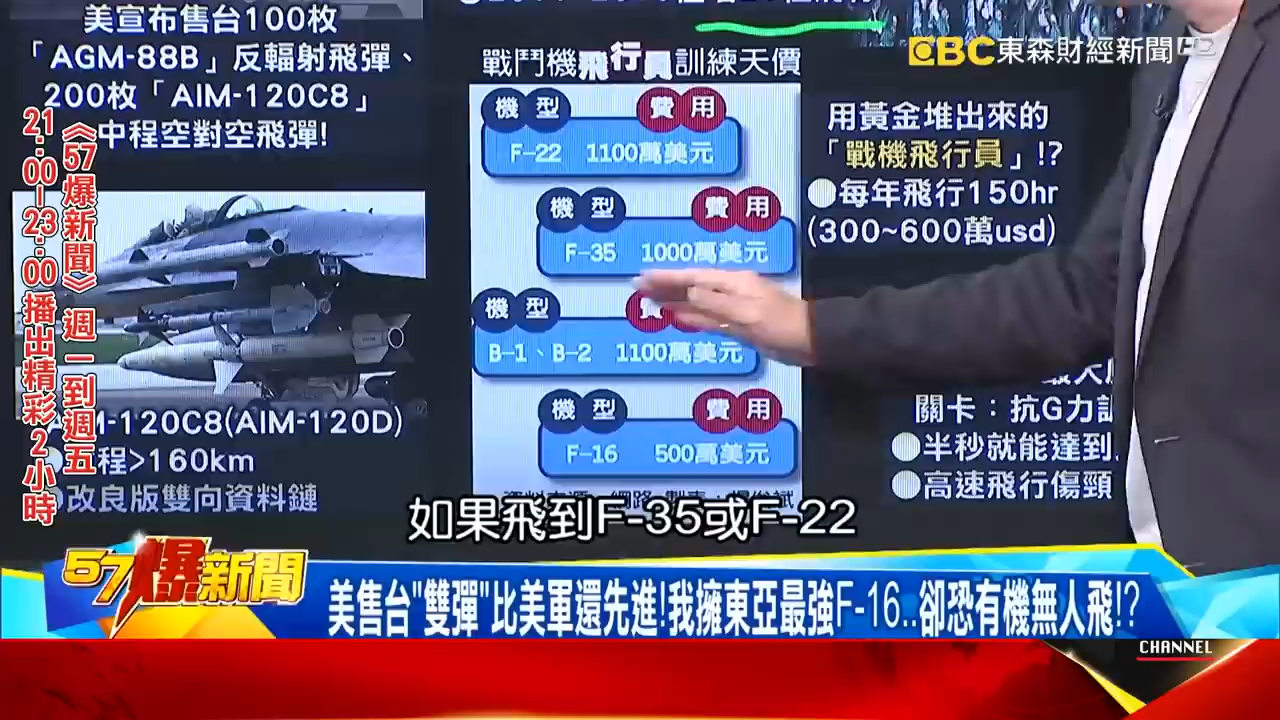 美宣布售台100枚
「AGM-88B」反輻射飛彈、
200枚「AIM-120C8」
中程空對空飛彈!
《57爆新聞》週一到週五
21:00-23:00播出精彩2小時
M-120C8(AIM-120D)
程>160km
改良版雙向資料鏈
戰鬥機飛行員訓練天價
機型 費用
F-22 1100萬美元
機型 費用
F-35 1000萬美元
機型 費
B-1、B-2 1100萬美元
機型 費用
F-16 500萬美元
EBC東森財經新聞
用黃金堆出來的
「戰機飛行員」!?
●每年飛行150hr
(300~600萬usd)
關卡：抗G力訓
●半秒就能達到
●高速飛行傷頸
如果飛到F-35或F-22
57爆新聞
美售台"雙彈"比美軍還先進!我擁東亞最強F-16..卻恐有機無人飛!?
CHANNEL